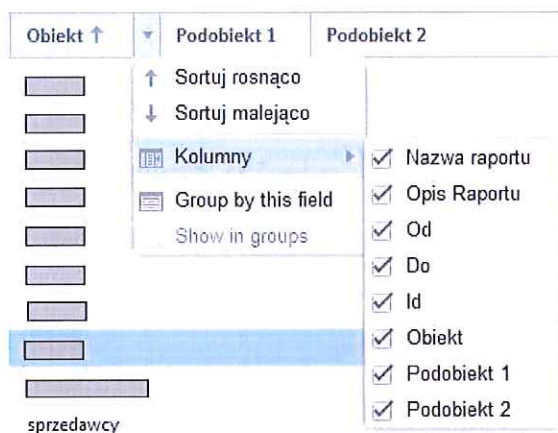 Obiekt ↑ Podobiekt 1 Podobiekt 2
Sortuj rosnąco
Sortuj malejąco
Kolumny
Group by this field
Show in groups
Nazwa raportu
Opis Raportu
Od
Do
Id
Obiekt
Podobiekt 1
Podobiekt 2
sprzedawcy